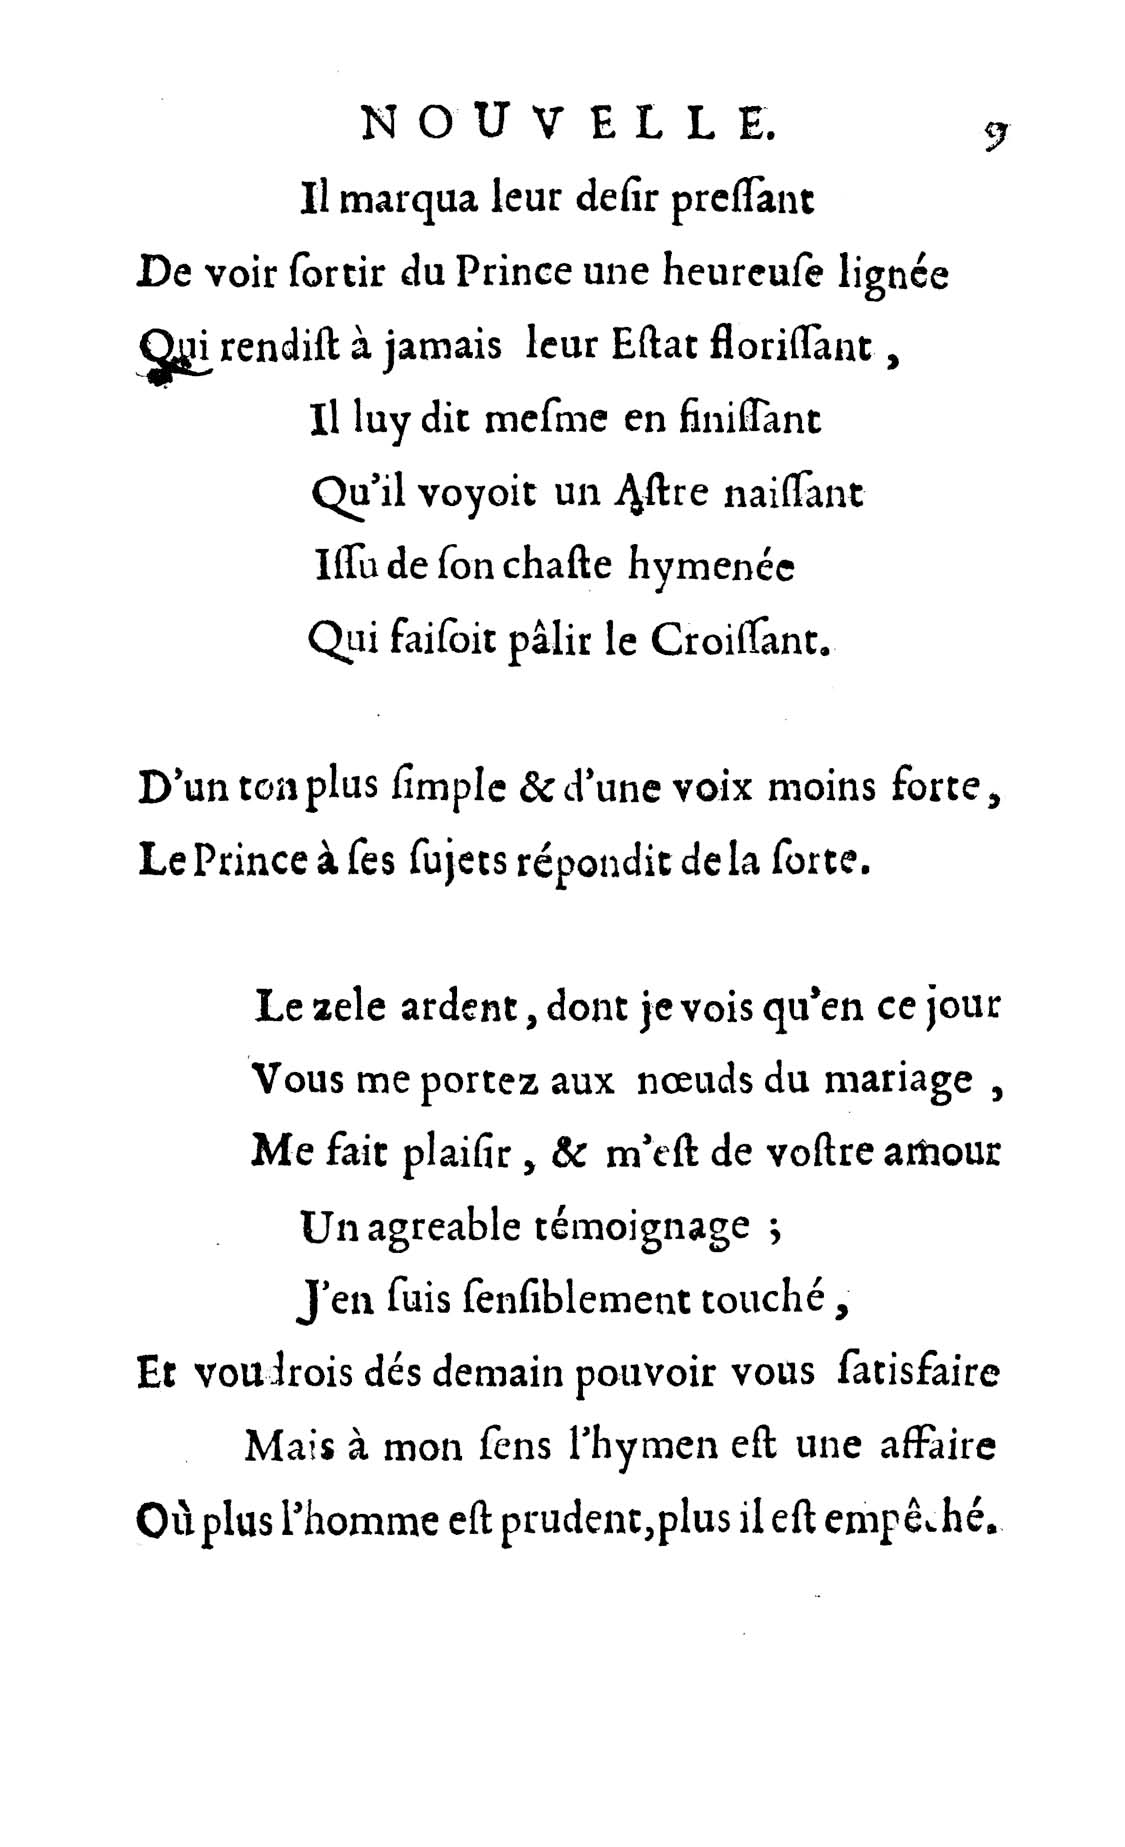 NOUVELLE. 9
Il marqua leur deſir preſſant
De voir ſortir du Prince une heureuſe lignée
Qui rendiſt à jamais leur Eſtat floriſſant ,
Il luy dit meſme en finiſſant
Qu'il voyoit un Aſtre naiſſant
Iſſu de ſon chaſte hymenée
Qui faiſoit pâlir le Croiſſant.
D'un ton plus ſimple & d'une voix moins forte,
Le Prince à ſes ſujets répondit de la ſorte.
Le zele ardent, dont je vois qu'en ce jour
Vous me portez aux nœuds du mariage ,
Me fait plaiſir , & m'eſt de voſtre amour
Un agreable témoignage ;
J'en ſuis ſenſiblement touché ,
Et voudrois dés demain pouvoir vous ſatisfaire
Mais à mon ſens l'hymen eſt une affaire
Où plus l'homme eſt prudent, plus il eſt empêché.